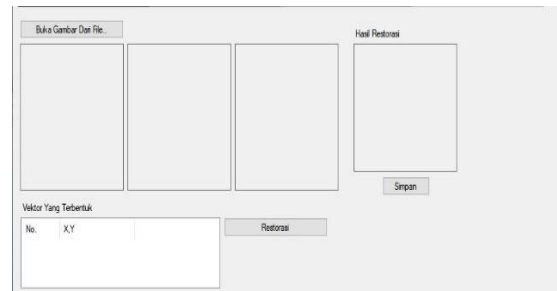 Buka Gambar Dari File...
Hasil Restorasi
Simpan
Vektor Yang Terbentuk
No. X,Y
Restorasi